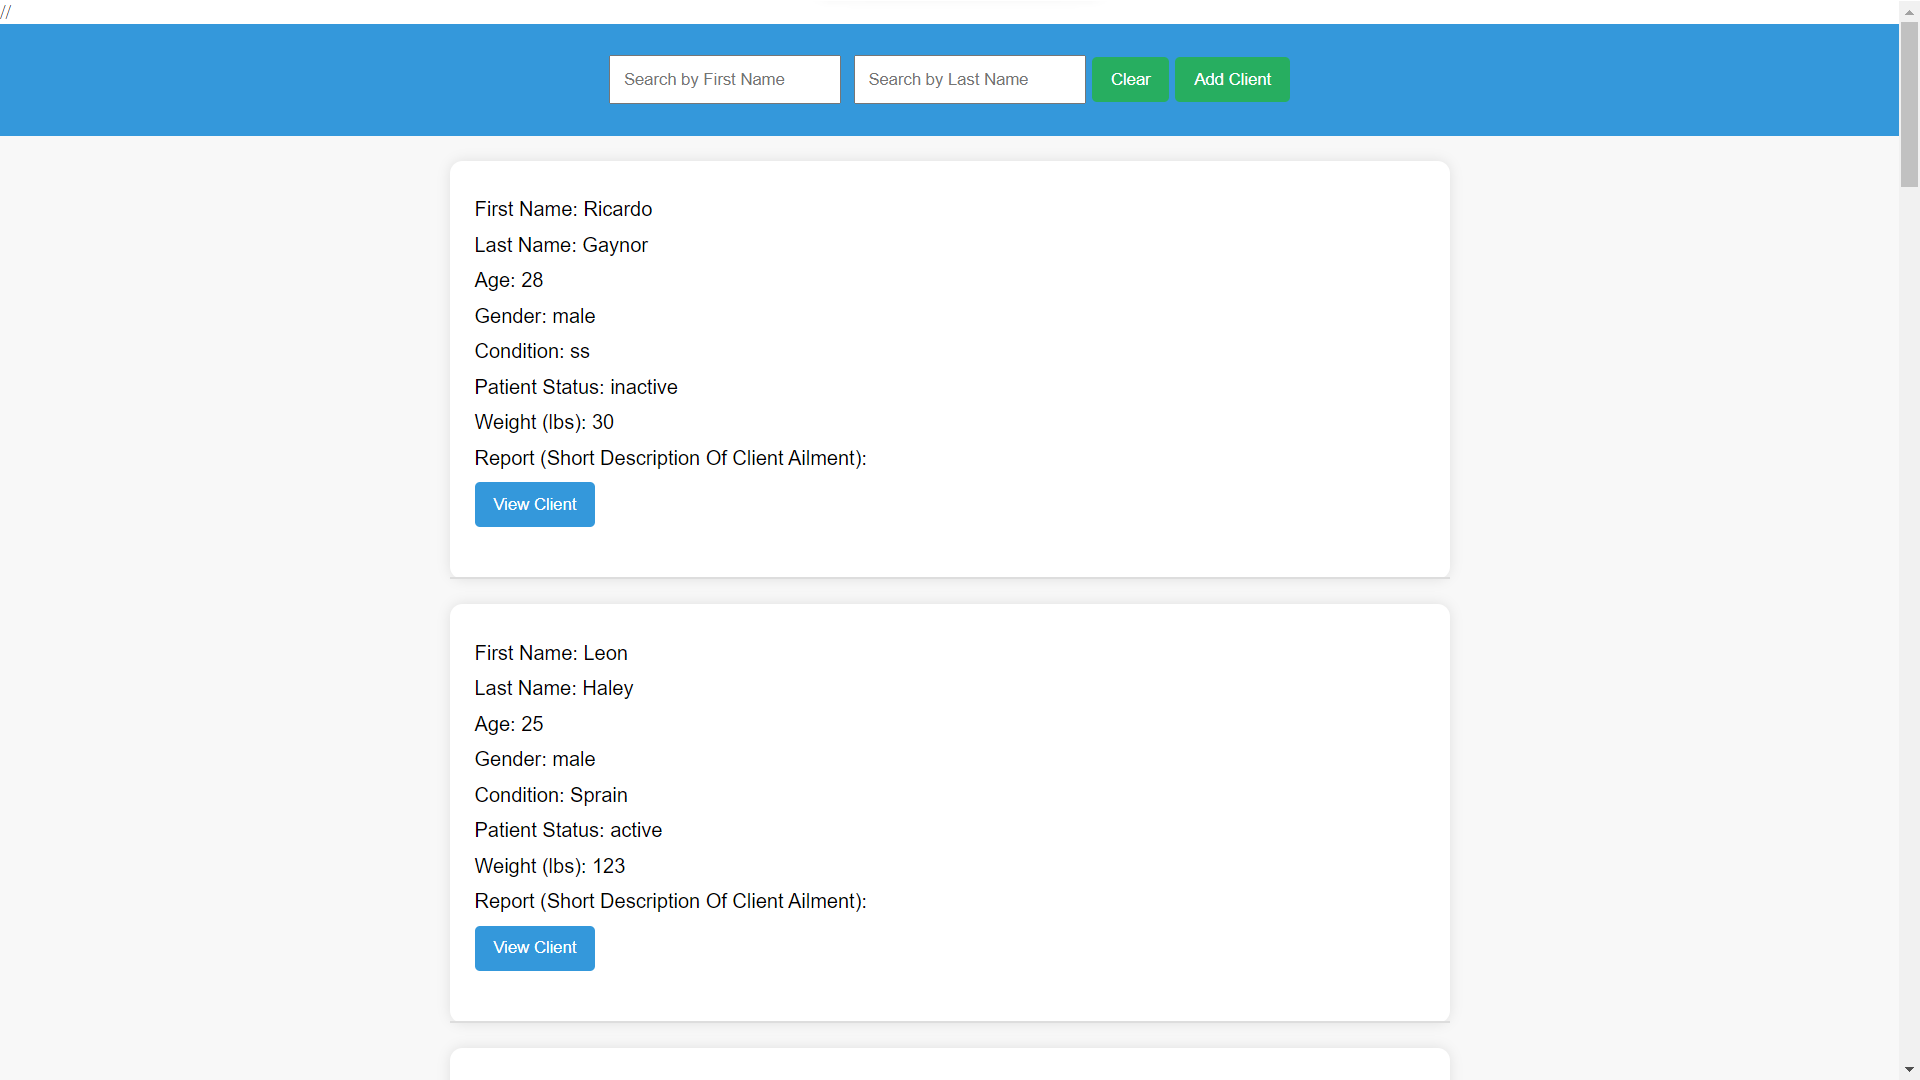 //
Search by First Name Search by Last Name Clear Add Client
First Name: Ricardo
Last Name: Gaynor
Age: 28
Gender: male
Condition: ss
Patient Status: inactive
Weight (lbs): 30
Report (Short Description Of Client Ailment):
View Client
First Name: Leon
Last Name: Haley
Age: 25
Gender: male
Condition: Sprain
Patient Status: active
Weight (lbs): 123
Report (Short Description Of Client Ailment):
View Client